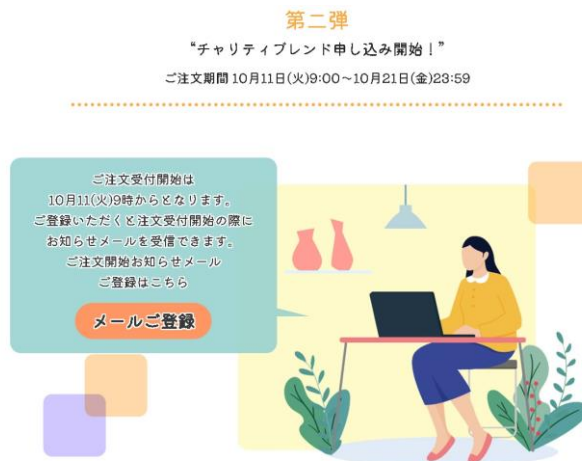 第二弾
“チャリティブレンド申し込み開始！”
ご注文期間 10月11日(火)9:00〜10月21日(金)23:59
ご注文受付開始は
10月11(火)9時からとなります。
ご登録いただくと注文受付開始の際に
お知らせメールを受信できます。
ご注文開始お知らせメール
ご登録はこちら
メールご登録